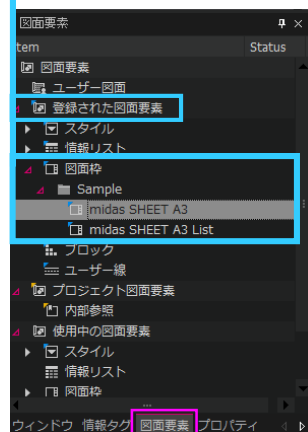 図面要素
tem Status
図面要素
ユーザー図面
登録された図面要素
スタイル
情報リスト
図面枠
Sample
midas SHEET A3
midas SHEET A3 List
ブロック
ユーザー線
プロジェクト図面要素
内部参照
使用中の図面要素
スタイル
情報リスト
図面枠
ウィンドウ 情報タグ 図面要素 プロパティ